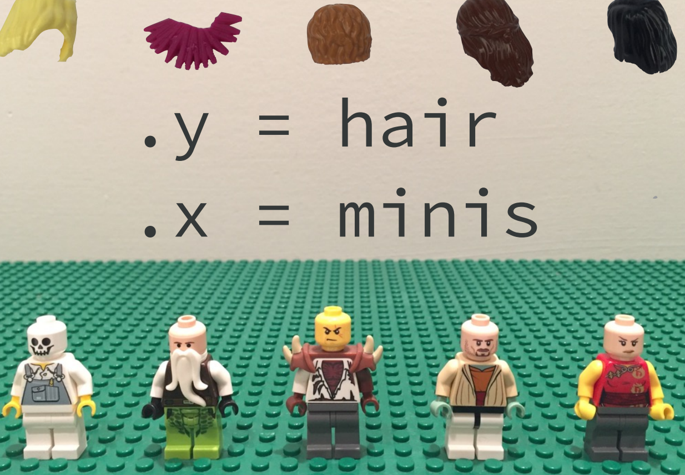 .y = hair
.x = minis